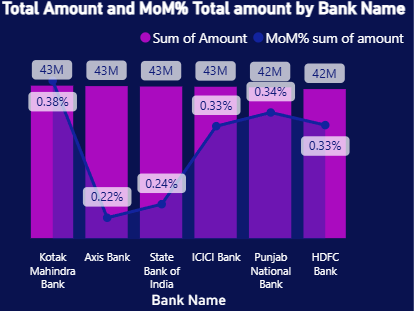 Total Amount and MoM% Total amount by Bank Name
Sum of Amount MoM% sum of amount
43M 43M 43M 43M 42M 42M
0.38% 0.22% 0.24% 0.33% 0.34% 0.33%
Kotak Mahindra Bank
Axis Bank
State Bank of India
ICICI Bank
Punjab National Bank
HDFC Bank
Bank Name